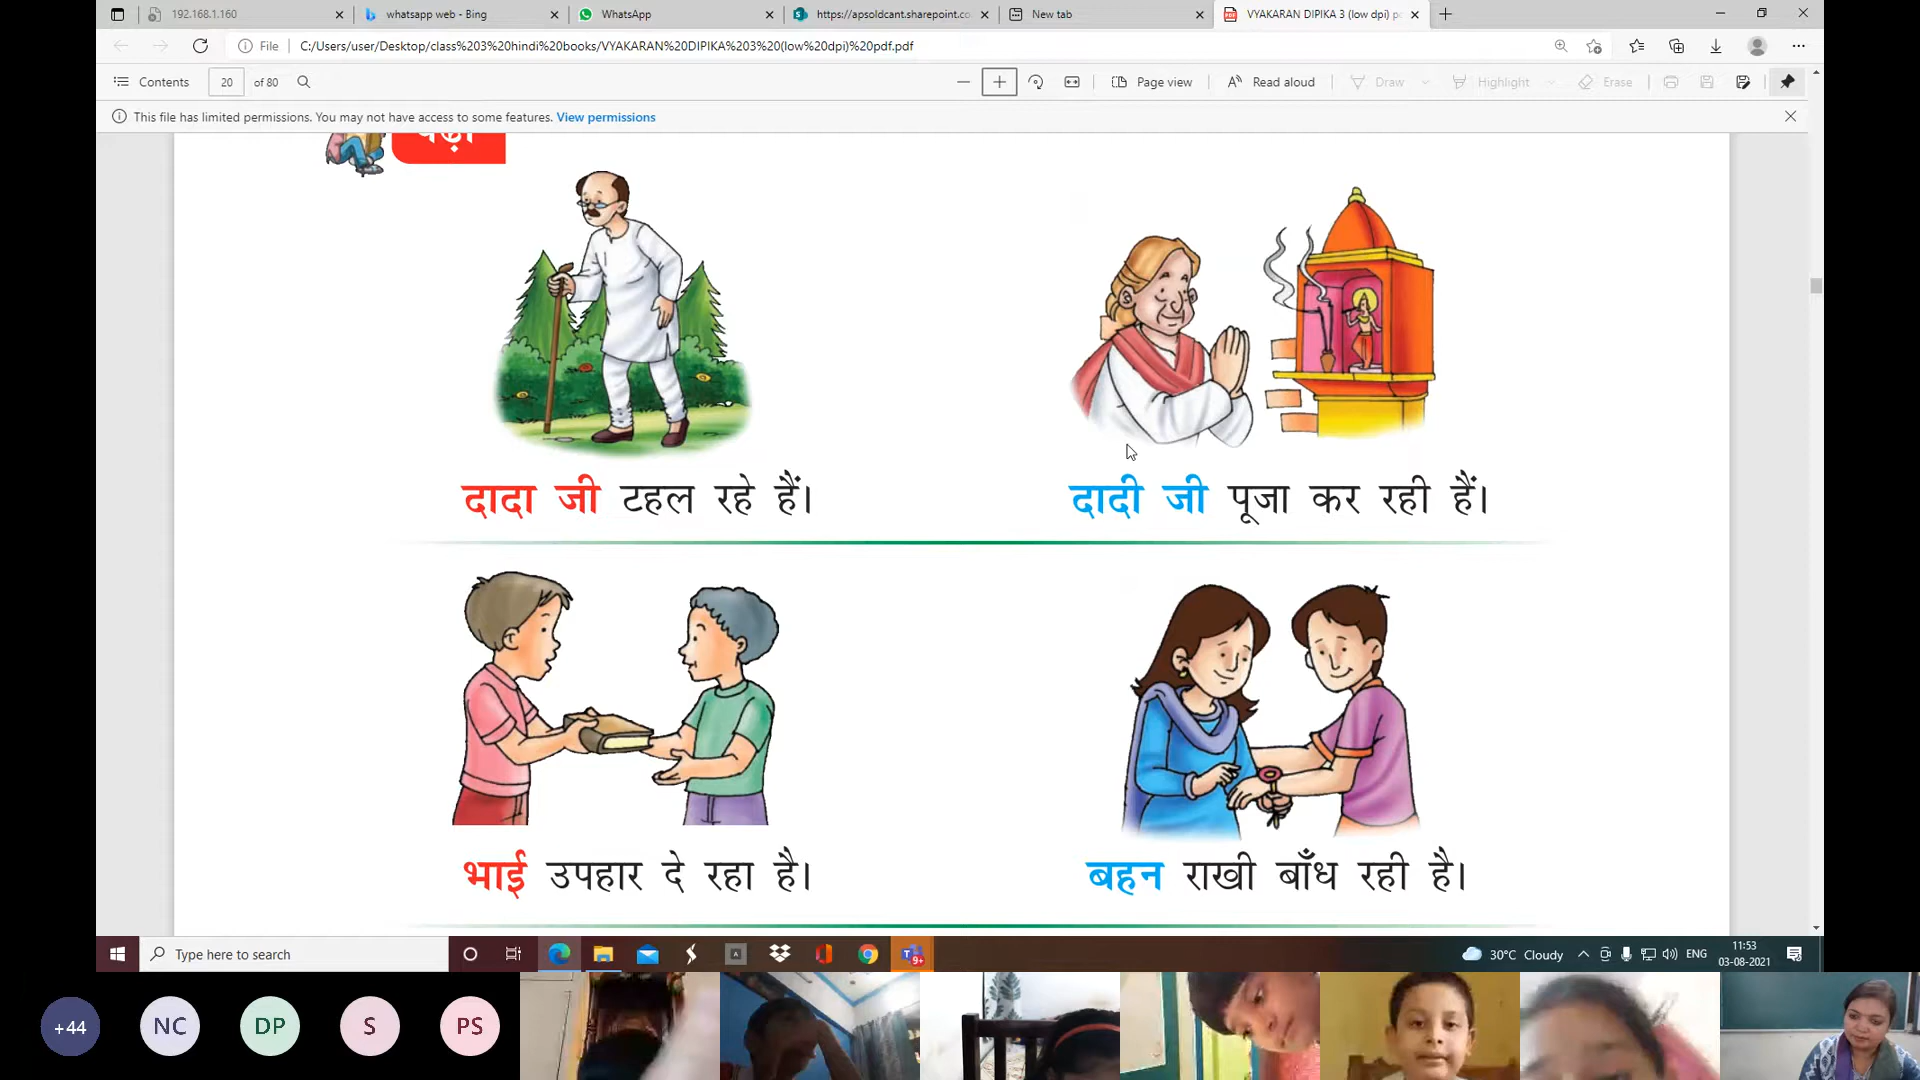 192.168.1.160
whatsapp web - Bing
WhatsApp
https://apsoldcant.sharepoint.co
New tab
VYAKARAN DIPIKA 3 (low dpi) p
File
C:/Users/user/Desktop/class%203%20hindi%20books/VYAKARAN%20DIPIKA%203%20(low%20dpi)%20pdf.pdf
Contents
20
of 80
Page view
Read aloud
Draw
Highlight
Erase
This file has limited permissions. You may not have access to some features. View permissions
दादा जी टहल रहे हैं।
दादी जी पूजा कर रही हैं।
भाई उपहार दे रहा है।
बहन राखी बाँध रही है।
Type here to search
9+
30°C Cloudy
ENG
11:53
03-08-2021
+44
NC
DP
S
PS